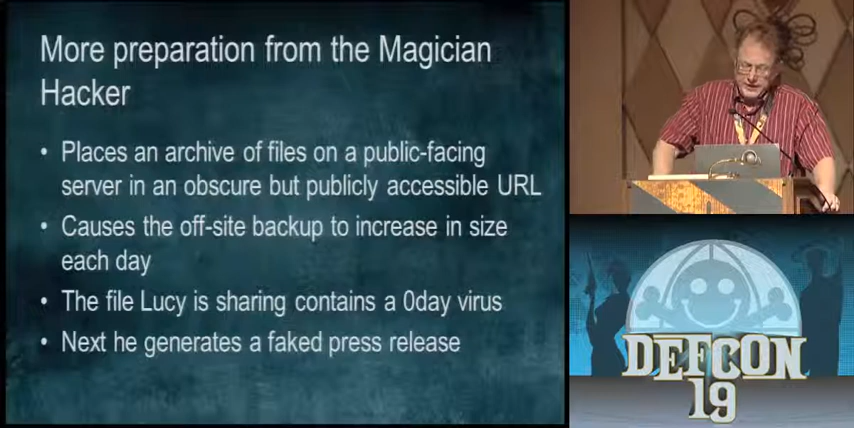 More preparation from the Magician
Hacker
• Places an archive of files on a public-facing
server in an obscure but publicly accessible URL
• Causes the off-site backup to increase in size
each day
• The file Lucy is sharing contains a 0day virus
• Next he generates a faked press release
DEFCON
19